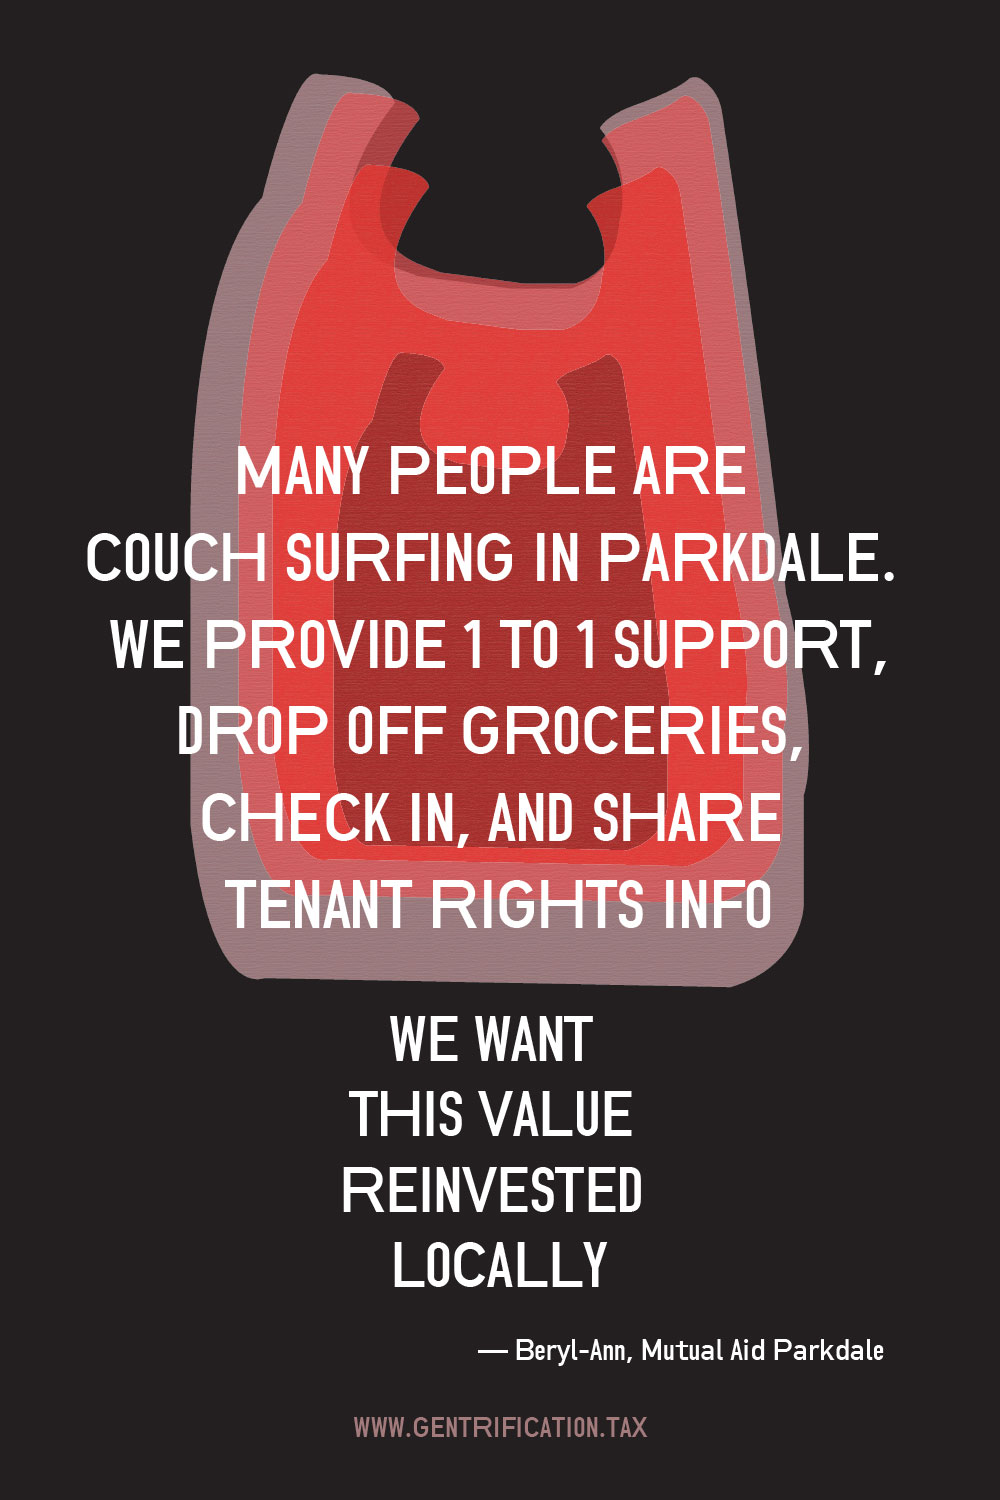 MANY PEOPLE ARE
COUCH SURFING IN PARKDALE.
WE PROVIDE 1 TO 1 SUPPORT,
DROP OFF GROCERIES,
CHECK IN, AND SHARE
TENANT RIGHTS INFO
WE WANT
THIS VALUE
REINVESTED
LOCALLY
— Beryl-Ann, Mutual Aid Parkdale
WWW.GENTRIFICATION.TAX